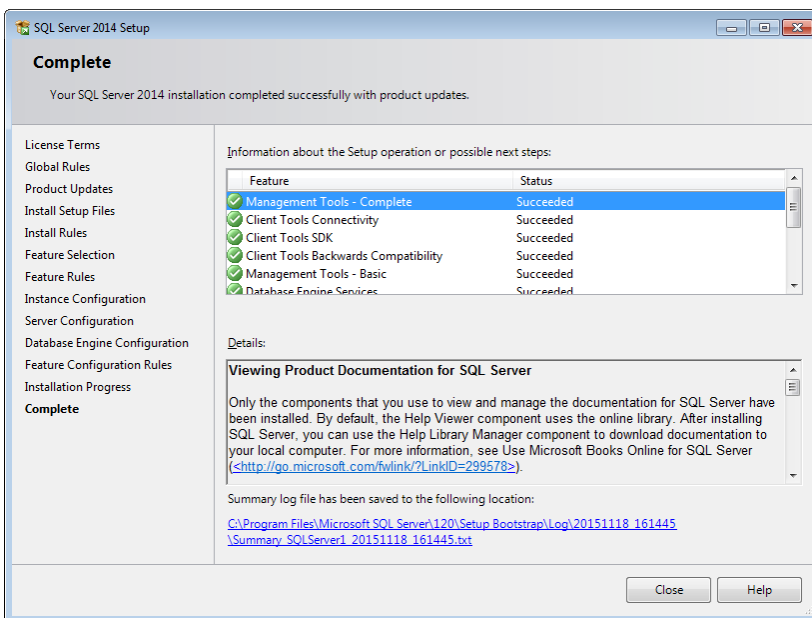 SQL Server 2014 Setup
Complete
Your SQL Server 2014 installation completed successfully with product updates.
License Terms
Global Rules
Product Updates
Install Setup Files
Install Rules
Feature Selection
Feature Rules
Instance Configuration
Server Configuration
Database Engine Configuration
Feature Configuration Rules
Installation Progress
Complete
Information about the Setup operation or possible next steps:
Feature Status
Management Tools - Complete Succeeded
Client Tools Connectivity Succeeded
Client Tools SDK Succeeded
Client Tools Backwards Compatibility Succeeded
Management Tools - Basic Succeeded
Database Engine Services Succeeded
Details:
Viewing Product Documentation for SQL Server
Only the components that you use to view and manage the documentation for SQL Server have
been installed. By default, the Help Viewer component uses the online library. After installing
SQL Server, you can use the Help Library Manager component to download documentation to
your local computer. For more information, see Use Microsoft Books Online for SQL Server
(<http://go.microsoft.com/fwlink/?LinkID=299578>).
Summary log file has been saved to the following location:
C:\Program Files\Microsoft SQL Server\120\Setup Bootstrap\Log\20151118_161445
\Summary_SQLServer1_20151118_161445.txt
Close Help